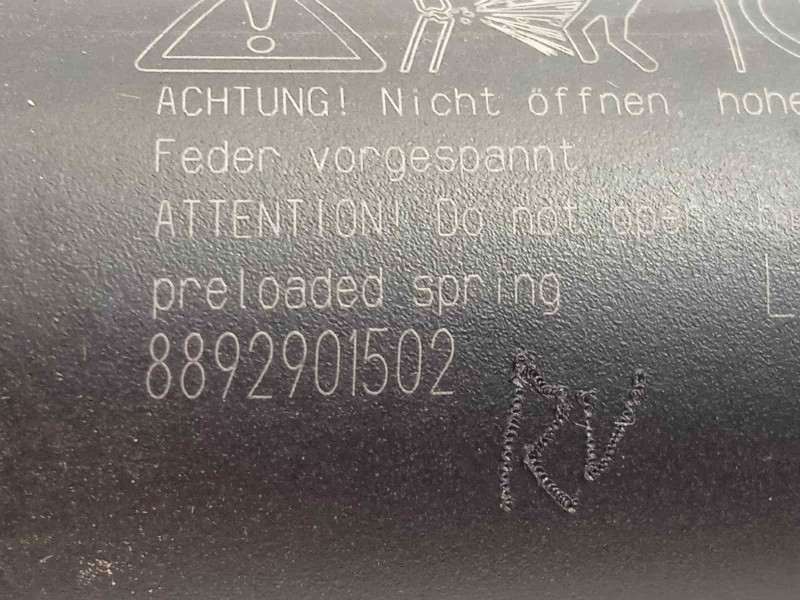 ACHTUNG! Nicht öffnen, hohe
Feder vorgespannt
ATTENTION! Do not open,
preloaded spring
8892901502
RV